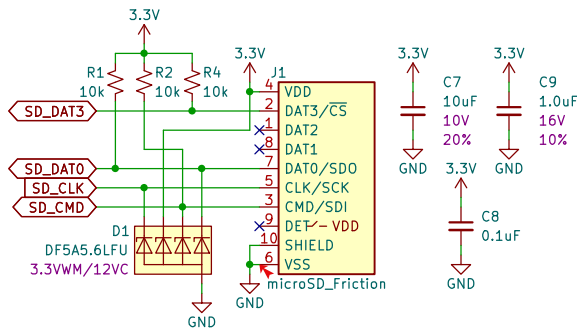 3.3V
R1
10k
R2
10k
R4
10k
SD_DAT3
SD_DAT0
SD_CLK
SD_CMD
D1
DF5A5.6LFU
3.3VWM/12VC
GND
3.3V
J1
4 VDD
2 DAT3/CS
1 DAT2
8 DAT1
7 DAT0/SDO
5 CLK/SCK
3 CMD/SDI
9 DET VDD
10 SHIELD
6 VSS
microSD_Friction
GND
3.3V
C7
10uF
10V
20%
GND
3.3V
C9
1.0uF
16V
10%
GND
3.3V
C8
0.1uF
GND